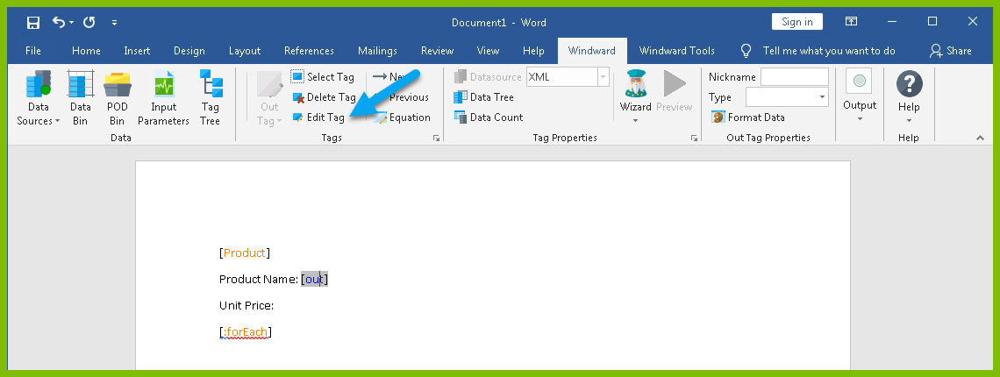 Document1 - Word
Sign in
File Home Insert Design Layout References Mailings Review View Help Windward Windward Tools Tell me what you want to do Share
Data Sources
Data Bin
POD Bin
Input Parameters
Tag Tree
Data
Out Tag
Select Tag
Delete Tag
Edit Tag
Previous
Equation
Tags
Datasource XML
Data Tree
Data Count
Tag Properties
Wizard
Preview
Nickname
Type
Format Data
Out Tag Properties
Output
Help
Help
[Product]
Product Name: [out]
Unit Price:
[:forEach]